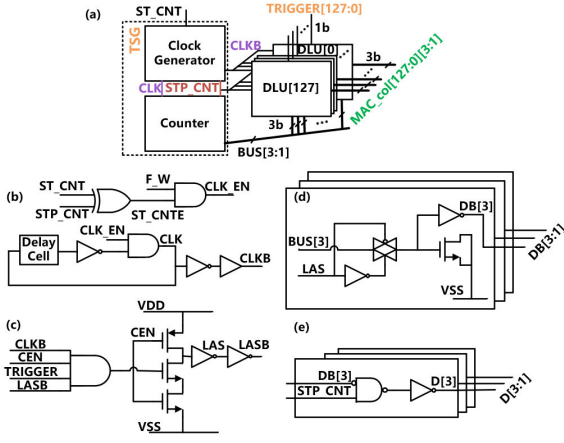 ST_CNT
TRIGGER[127:0]
(a)
TSG
Clock
Generator
CLKB
1b
DLU[0]
3b
CLK
STP_CNT
DLU[127]
MAC_col[127:0][3:1]
Counter
3b
BUS[3:1]
(b)
ST_CNT
STP_CNT
F_W
ST_CNTE
CLK_EN
Delay
Cell
CLK_EN
CLK
CLKB
(c)
VDD
CEN
CLKB
CEN
TRIGGER
LASB
LAS
LASB
VSS
(d)
BUS[3]
LAS
DB[3]
DB[3:1]
VSS
(e)
DB[3]
STP_CNT
D[3]
D[3:1]